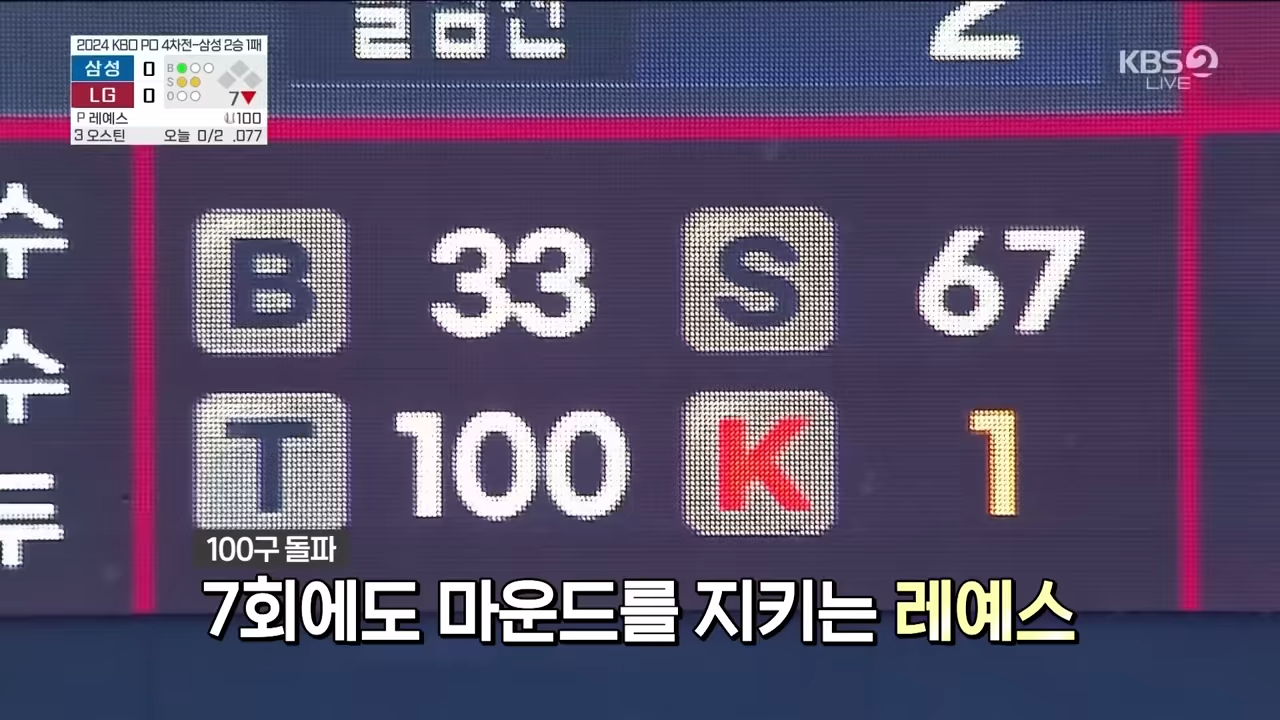 2
2024 KBO PO 4차전-삼성 2승 1패
KBS2
LIVE
삼성 0 B
S
LG 0 O 7▼
P 레예스 100
3 오스틴 오늘 0/2 .077
수 B 33 S 67
수 T 100 K 1
투
100구 돌파
7회에도 마운드를 지키는 레예스